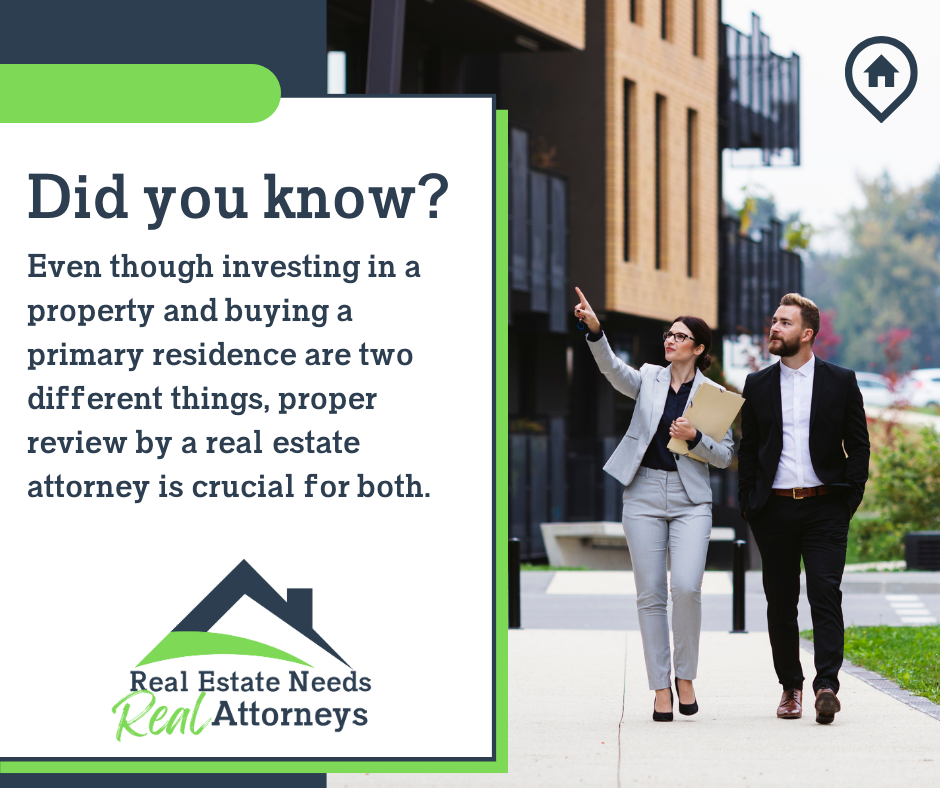 Did you know?
Even though investing in a
property and buying a
primary residence are two
different things, proper
review by a real estate
attorney is crucial for both.
Real Estate Needs
Real Attorneys